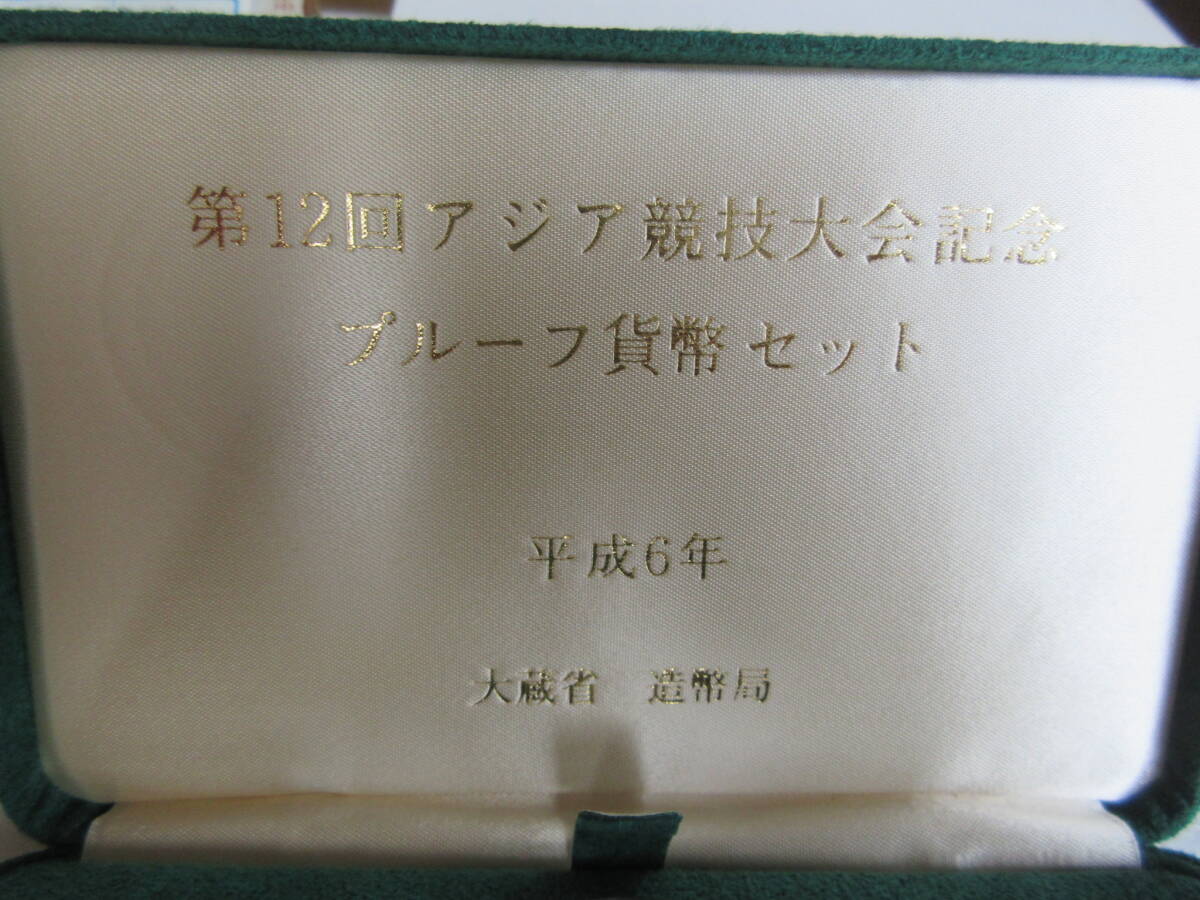 第12回アジア競技大会記念
プルーフ貨幣セット
平成6年
大蔵省 造幣局